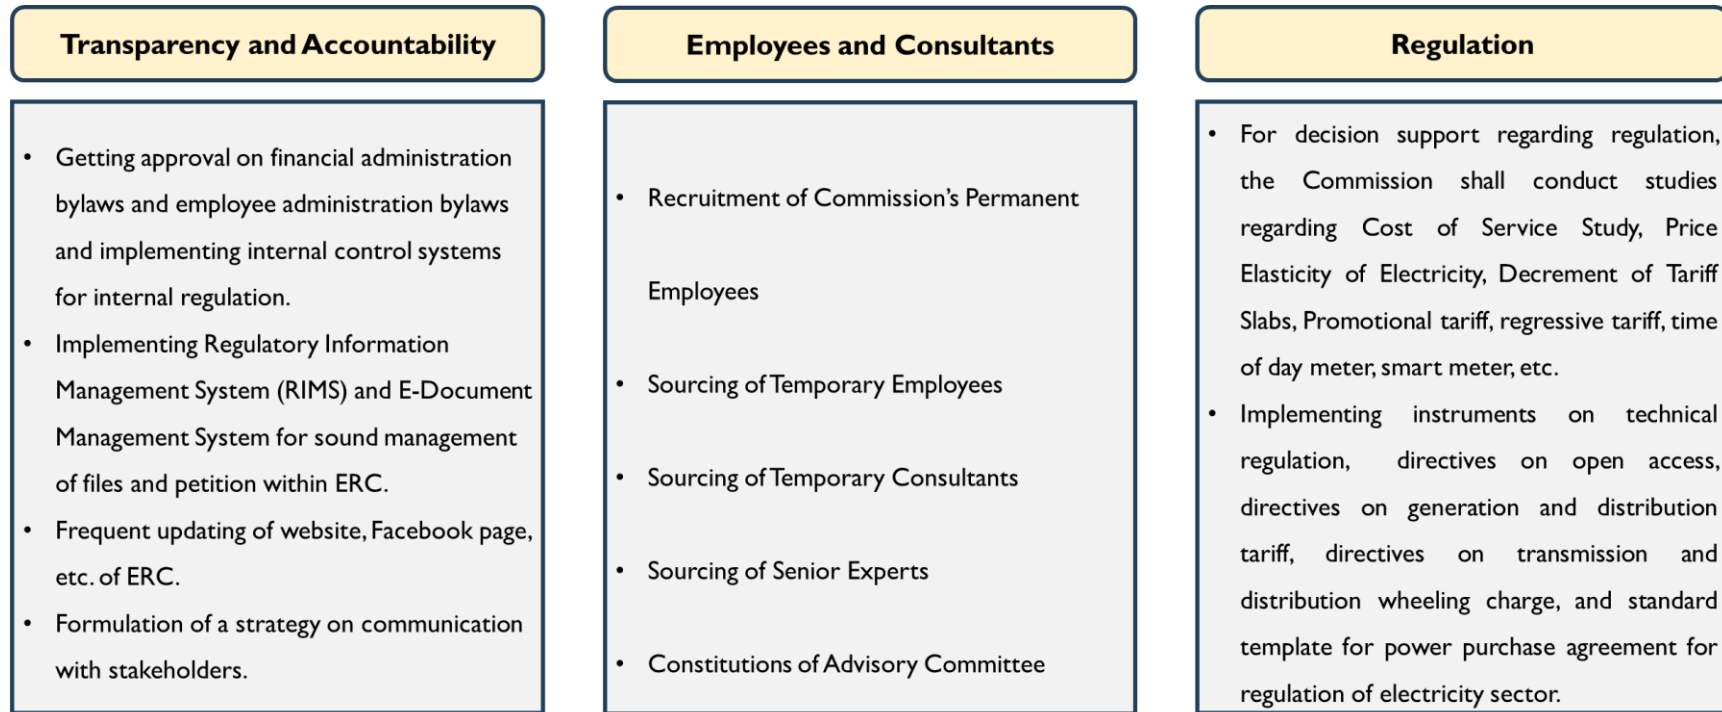 Transparency and Accountability
• Getting approval on financial administration
bylaws and employee administration bylaws
and implementing internal control systems
for internal regulation.
• Implementing Regulatory Information
Management System (RIMS) and E-Document
Management System for sound management
of files and petition within ERC.
• Frequent updating of website, Facebook page,
etc. of ERC.
• Formulation of a strategy on communication
with stakeholders.
Employees and Consultants
• Recruitment of Commission's Permanent
Employees
• Sourcing of Temporary Employees
• Sourcing of Temporary Consultants
• Sourcing of Senior Experts
• Constitutions of Advisory Committee
Regulation
• For decision support regarding regulation,
the Commission shall conduct studies
regarding Cost of Service Study, Price
Elasticity of Electricity, Decrement of Tariff
Slabs, Promotional tariff, regressive tariff, time
of day meter, smart meter, etc.
• Implementing instruments on technical
regulation, directives on open access,
directives on generation and distribution
tariff, directives on transmission and
distribution wheeling charge, and standard
template for power purchase agreement for
regulation of electricity sector.